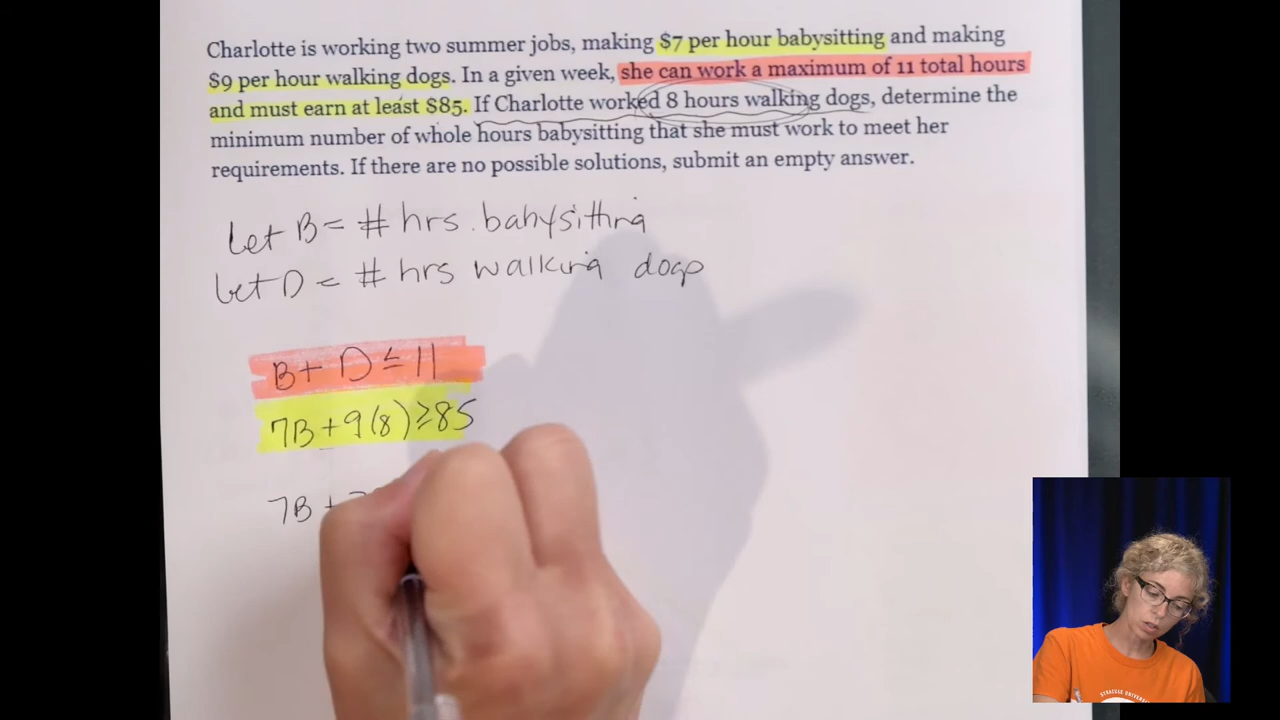 Charlotte is working two summer jobs, making $7 per hour babysitting and making
$9 per hour walking dogs. In a given week, she can work a maximum of 11 total hours
and must earn at least $85. If Charlotte worked 8 hours walking dogs, determine the
minimum number of whole hours babysitting that she must work to meet her
requirements. If there are no possible solutions, submit an empty answer.
Let B = # hrs. babysitting
Let D = # hrs walking dogs
B + D ≤ 11
7B + 9(8) ≥ 85
7B +
SYRACUSE UNIVERSITY